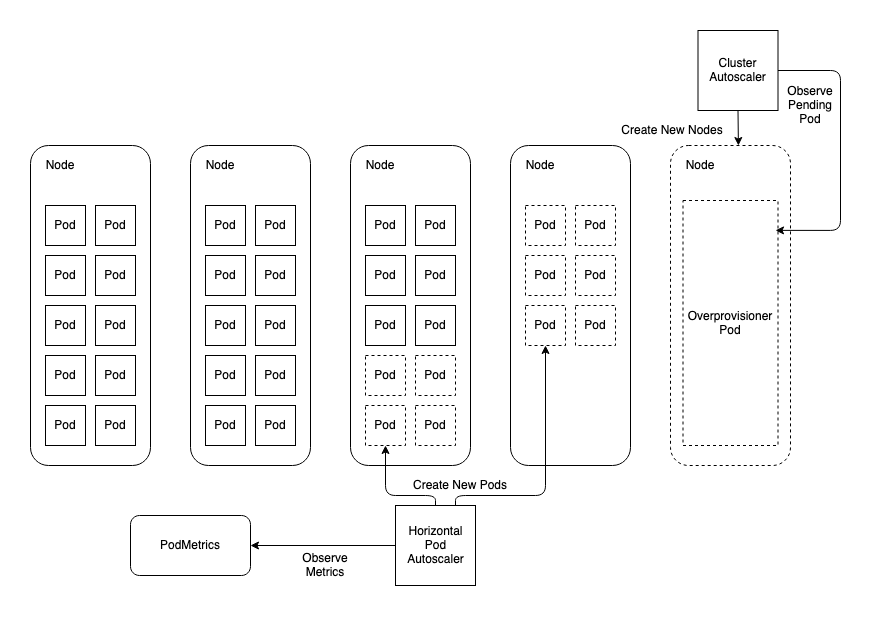 Cluster
Autoscaler
Observe
Pending
Pod
Create New Nodes
Node Node Node Node Node
Pod Pod Pod Pod Pod Pod Pod Pod
Pod Pod Pod Pod Pod Pod Pod Pod
Pod Pod Pod Pod Pod Pod Pod Pod
Overprovisioner
Pod
Pod Pod Pod Pod Pod Pod
Pod Pod Pod Pod Pod Pod
Create New Pods
Horizontal
Pod
Autoscaler
PodMetrics
Observe
Metrics